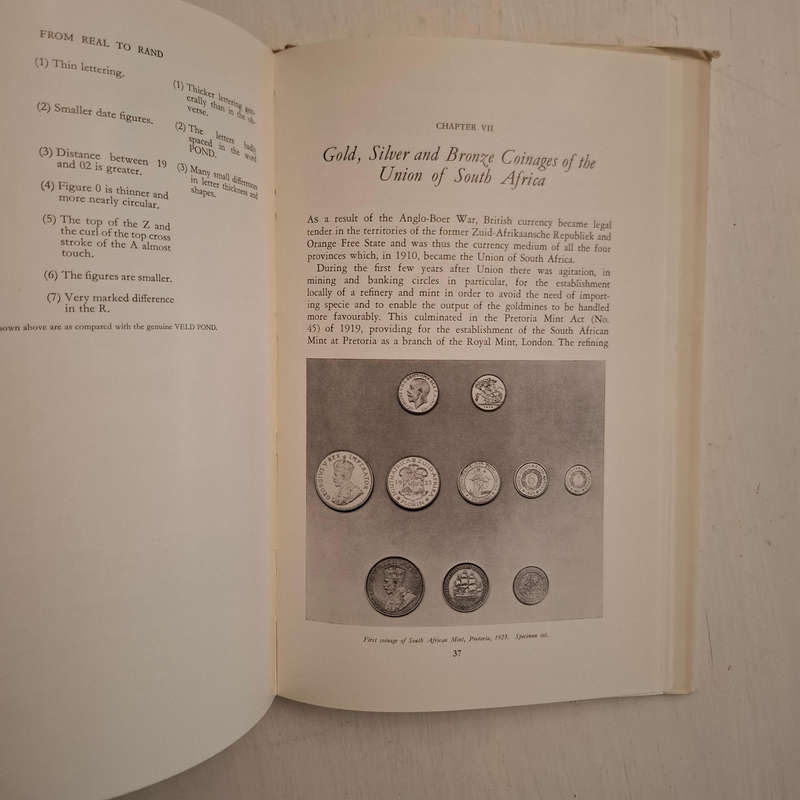 FROM REAL TO RAND
(1) Thin lettering.
(2) Smaller date figures.
(3) Distance between 19
and 02 is greater.
(4) Figure 0 is thinner and
more nearly circular.
(5) The top of the Z and
the curl of the top cross
stroke of the A almost
touch.
(6) The figures are smaller.
(7) Very marked difference
in the R.
(1) Thicker lettering gen-
erally than in the ob-
verse.
(2) The letters badly
spaced in the word
POND.
(3) Many small differences
in letter thickness and
shapes.
shown above are as compared with the genuine VELD POND.
CHAPTER VII
Gold, Silver and Bronze Coinages of the
Union of South Africa
As a result of the Anglo-Boer War, British currency became legal
tender in the territories of the former Zuid-Afrikaansche Republiek and
Orange Free State and was thus the currency medium of all the four
provinces which, in 1910, became the Union of South Africa.
During the first few years after Union there was agitation, in
mining and banking circles in particular, for the establishment
locally of a refinery and mint in order to avoid the need of import-
ing specie and to enable the output of the goldmines to be handled
more favourably. This culminated in the Pretoria Mint Act (No.
45) of 1919, providing for the establishment of the South African
Mint at Pretoria as a branch of the Royal Mint, London. The refining
GEORGIVS V REX IMPERATOR
1923
FLORIN
First coinage of South African Mint, Pretoria, 1923. Specimen set.
37